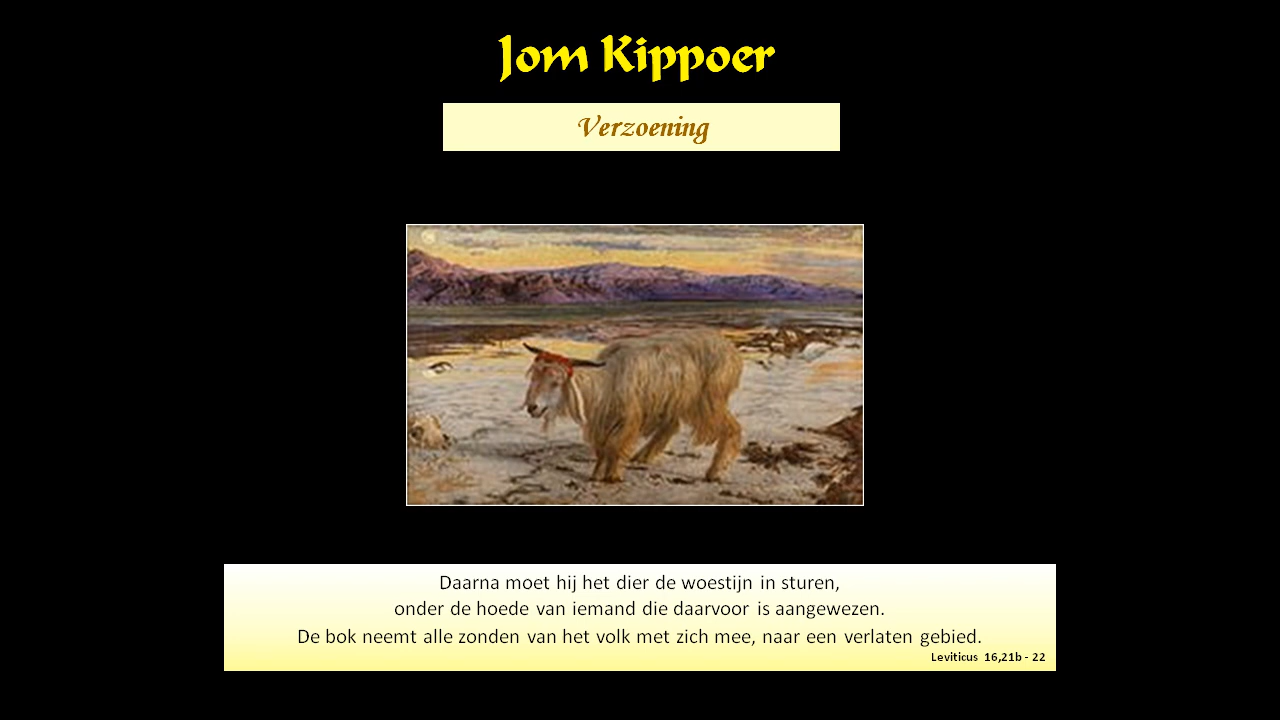 Jom Kippoer
Verzoening
Daarna moet hij het dier de woestijn in sturen,
onder de hoede van iemand die daarvoor is aangewezen.
De bok neemt alle zonden van het volk met zich mee, naar een verlaten gebied.
Leviticus 16,21b - 22